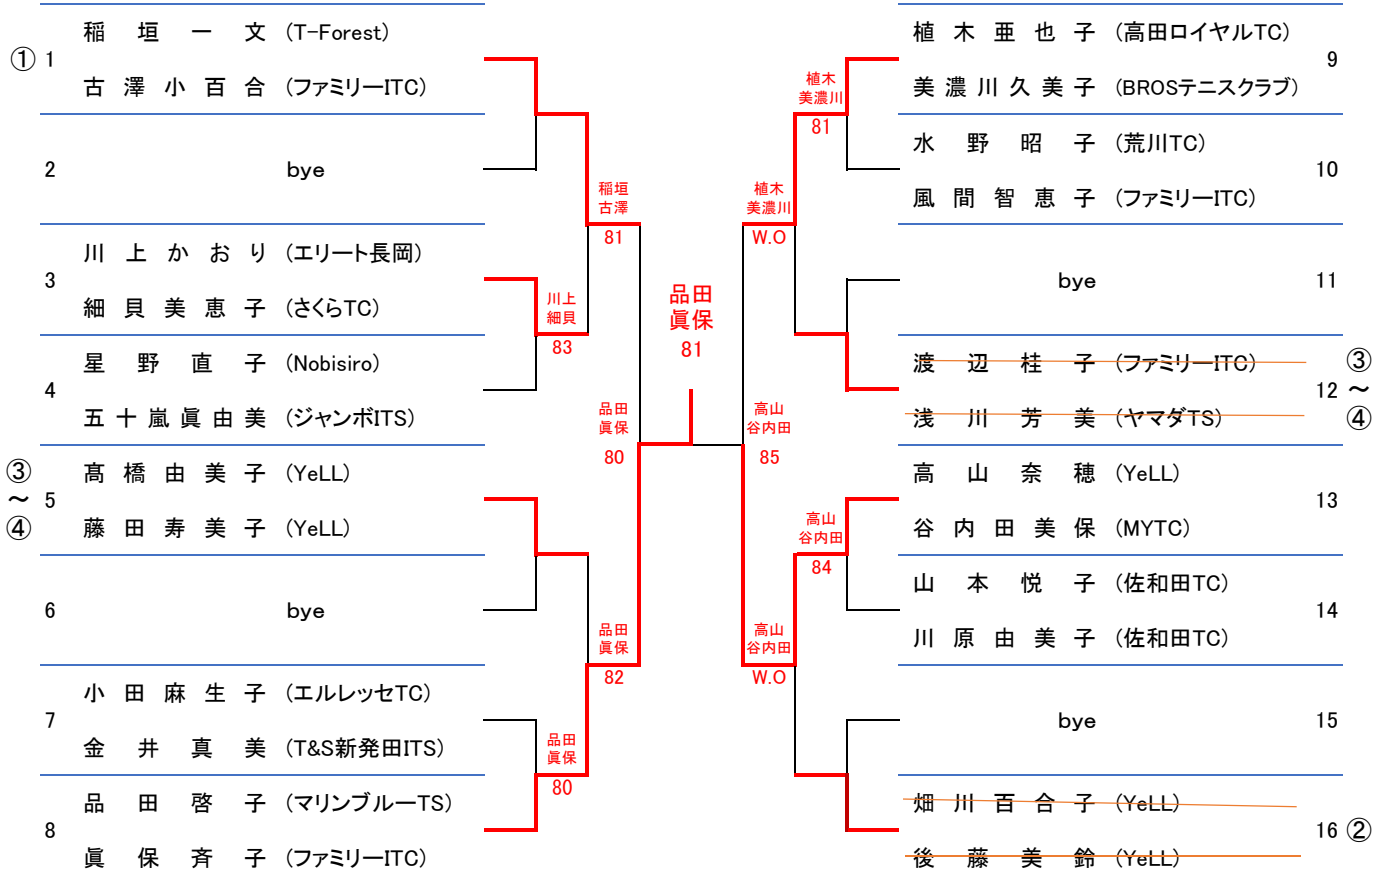 稲垣一文 (T-Forest)
① 1
古澤小百合 (ファミリーITC)
2 bye
川上かおり (エリート長岡)
3
細貝美恵子 (さくらTC)
星野直子 (Nobisiro)
4
五十嵐眞由美 (ジャンボITS)
髙橋由美子 (YeLL)
③
～ 5
④
藤田寿美子 (YeLL)
6 bye
小田麻生子 (エルレッセTC)
7
金井真美 (T&S新発田ITS)
品田啓子 (マリンブルーTS)
8
眞保斉子 (ファミリーITC)
稲垣
古澤
81
川上
細貝
83
品田
眞保
80
品田
眞保
82
品田
眞保
80
品田
眞保
81
植木
美濃川
81
植木
美濃川
W.O
高山
谷内田
85
高山
谷内田
84
高山
谷内田
W.O
植木亜也子 (高田ロイヤルTC)
9
美濃川久美子 (BROSテニスクラブ)
水野昭子 (荒川TC)
10
風間智恵子 (ファミリーITC)
bye 11
渡辺桂子 (ファミリーITC)
③
12 ～
④
浅川芳美 (ヤマダTS)
高山奈穂 (YeLL)
13
谷内田美保 (MYTC)
山本悦子 (佐和田TC)
14
川原由美子 (佐和田TC)
bye 15
畑川百合子 (YeLL)
16 ②
後藤美鈴 (YeLL)